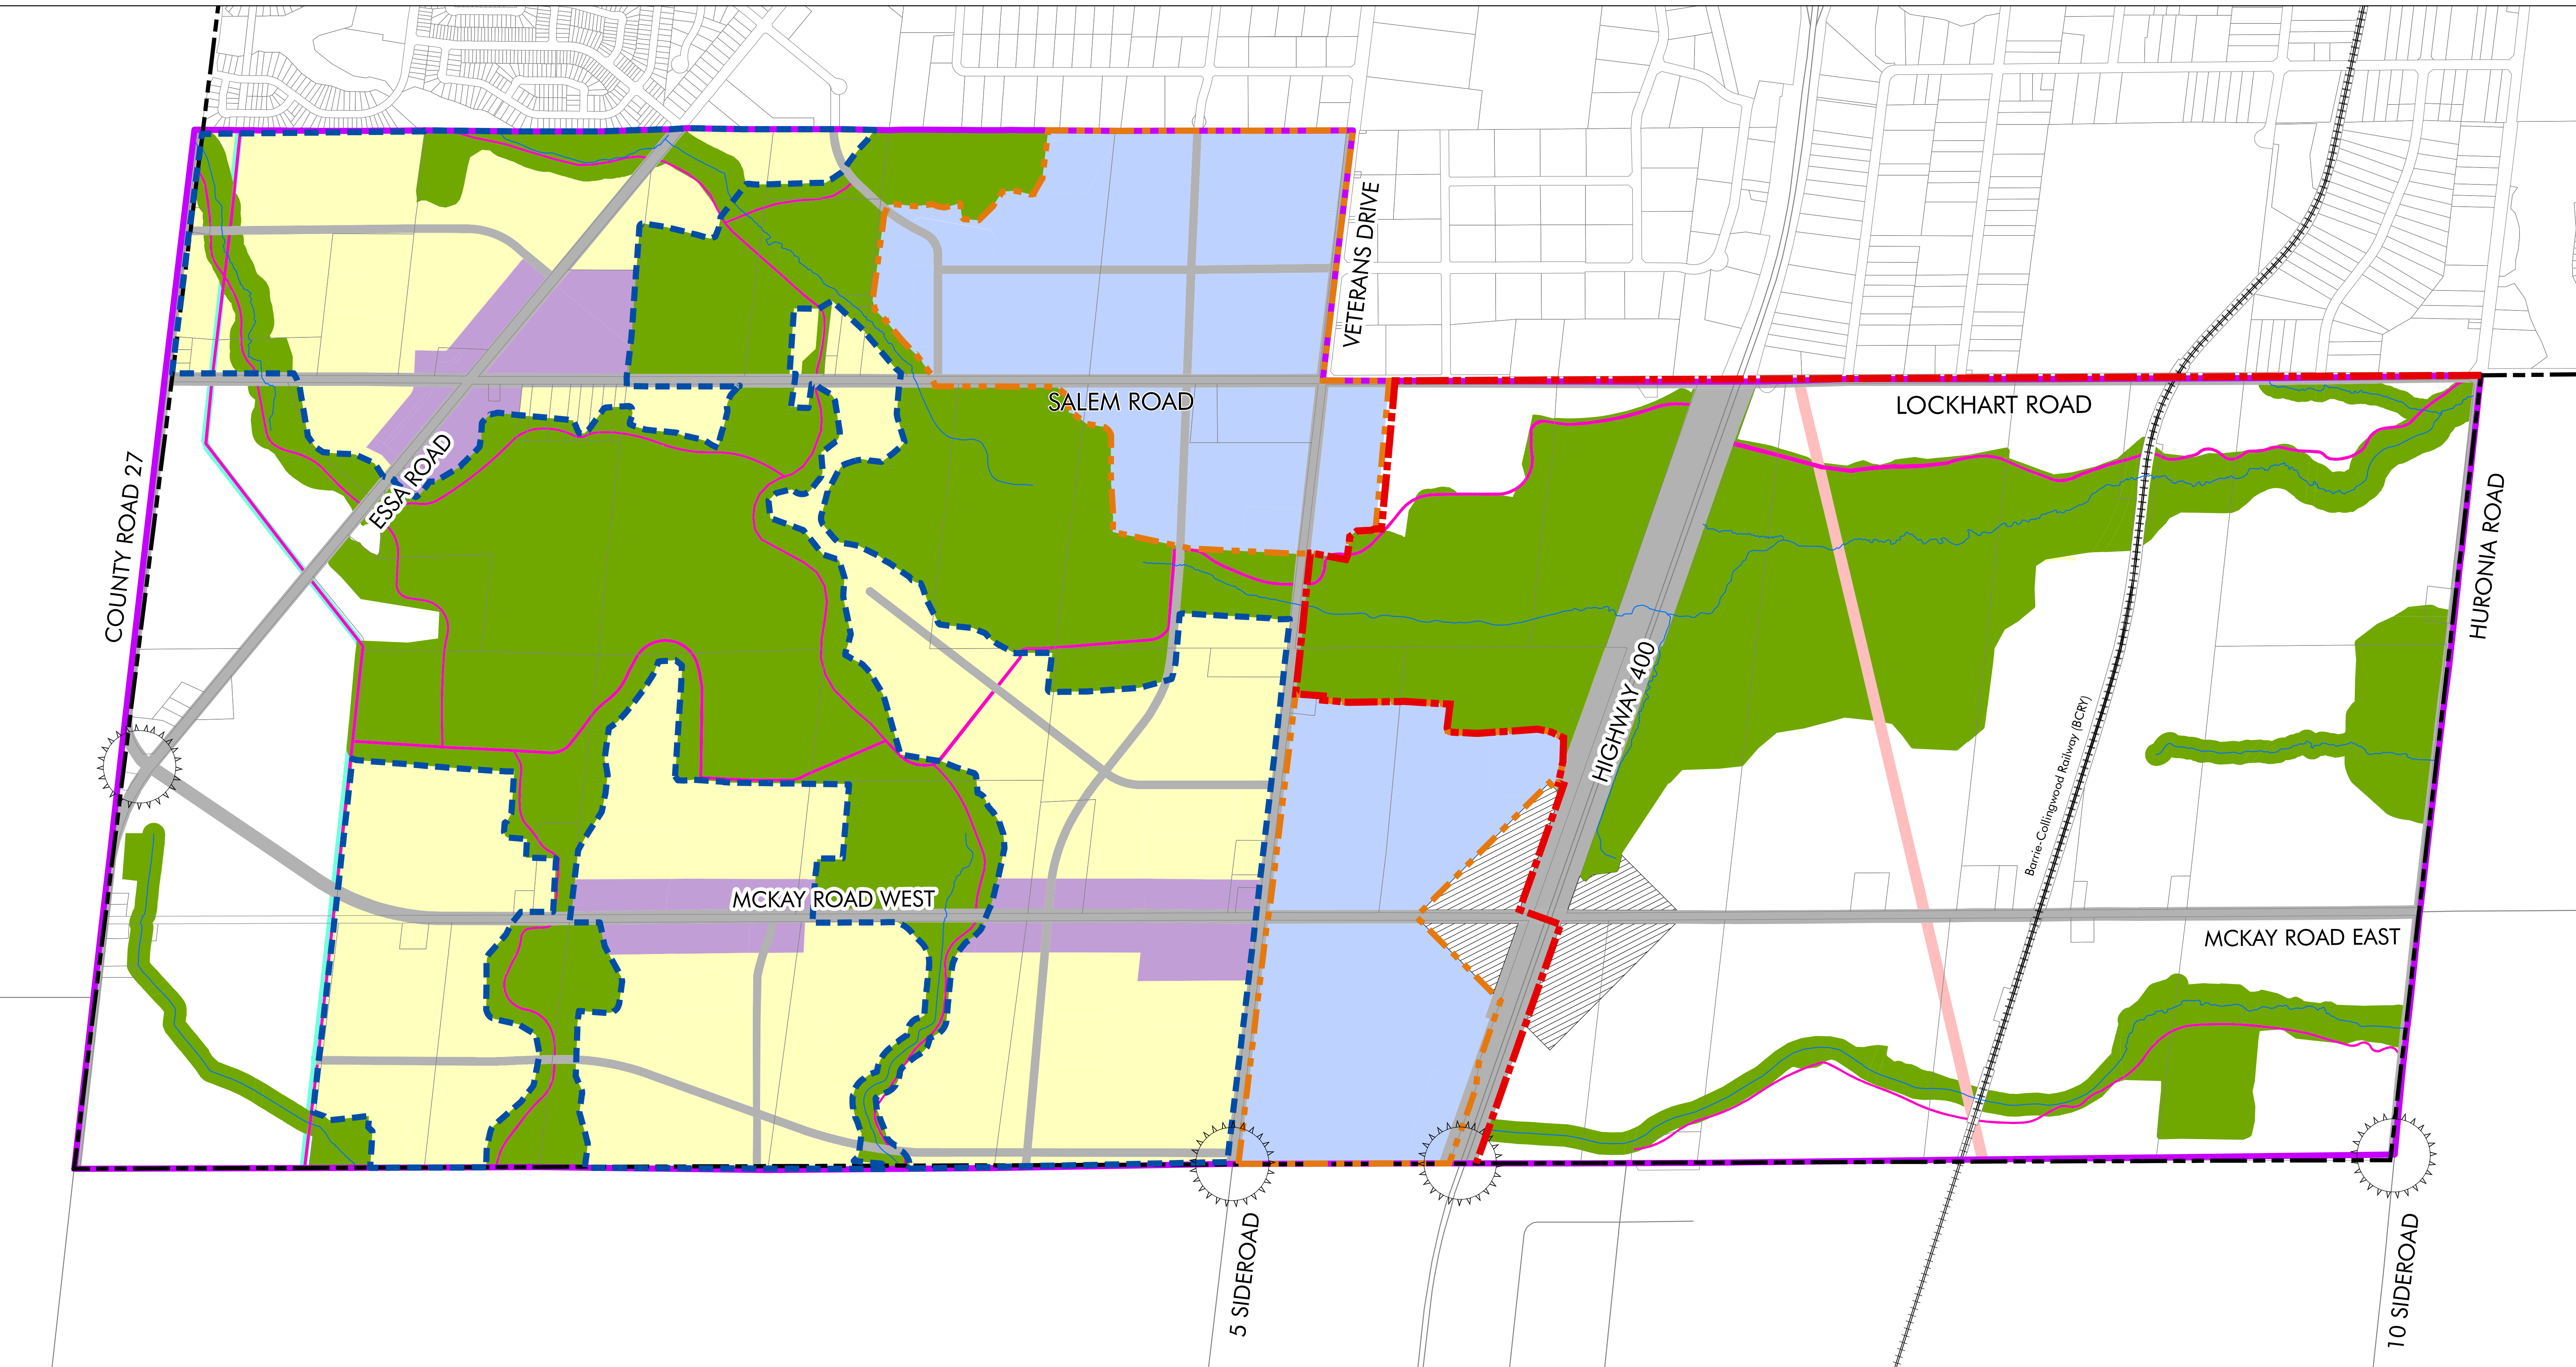 VETERANS DRIVE
SALEM ROAD
LOCKHART ROAD
COUNTY ROAD 27
ESSA ROAD
HURONIA ROAD
HIGHWAY 400
Barrie-Collingwood Railway (BCRY)
MCKAY ROAD WEST
MCKAY ROAD EAST
5 SIDEROAD
10 SIDEROAD